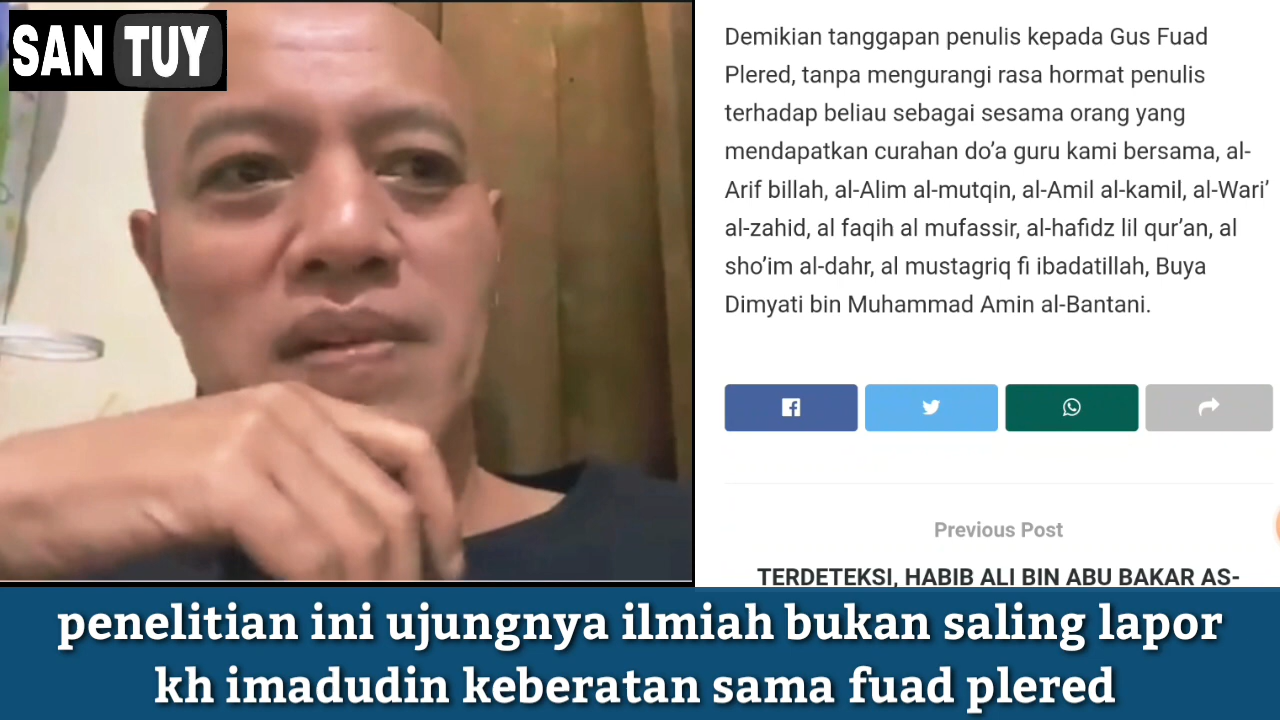 SAN TUY
Demikian tanggapan penulis kepada Gus Fuad
Plered, tanpa mengurangi rasa hormat penulis
terhadap beliau sebagai sesama orang yang
mendapatkan curahan do’a guru kami bersama, al-
Arif billah, al-Alim al-mutqin, al-Amil al-kamil, al-Wari’
al-zahid, al faqih al mufassir, al-hafidz lil qur’an, al
sho’im al-dahr, al mustagriq fi ibadatillah, Buya
Dimyati bin Muhammad Amin al-Bantani.
Previous Post
TERDETEKSI, HABIB ALI BIN ABU BAKAR AS-
penelitian ini ujungnya ilmiah bukan saling lapor
kh imadudin keberatan sama fuad plered